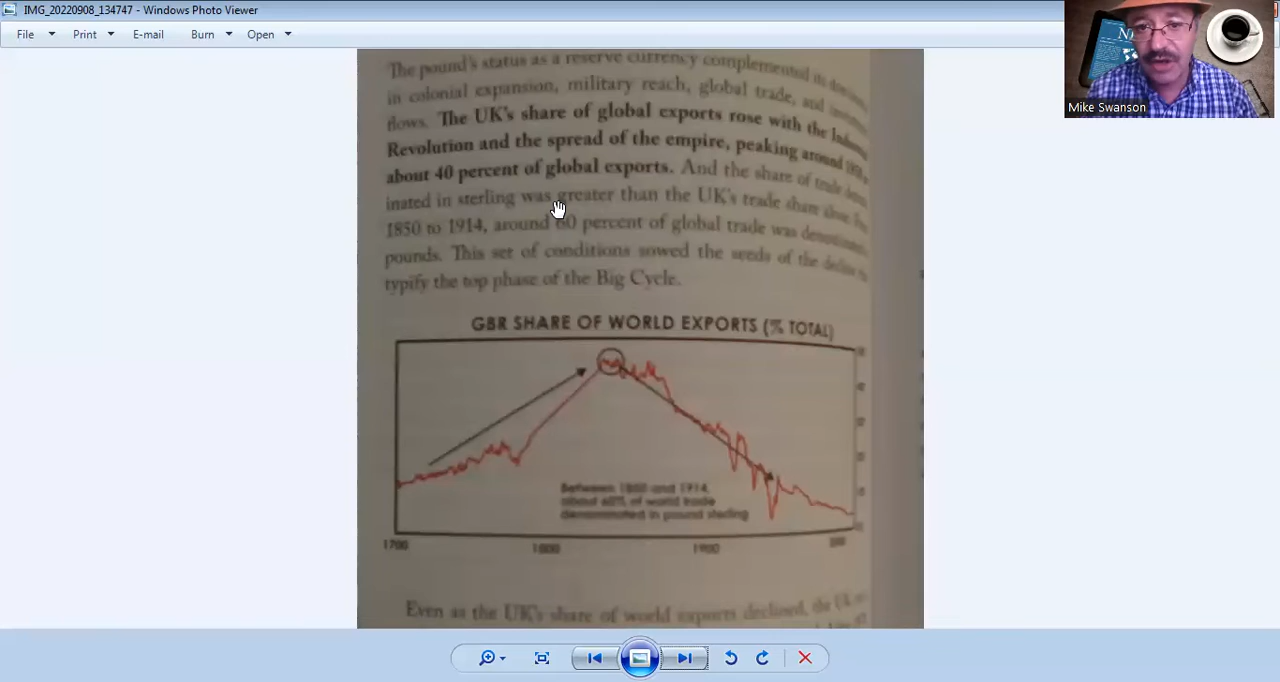 IMG_20220908_134747 - Windows Photo Viewer
File Print E-mail Burn Open
N
Mike Swanson
The pound's status as a reserve currency complemented its
in colonial expansion, military reach, global trade, and
flows. The UK's share of global exports rose with the
Revolution and the spread of the empire, peaking around
about 40 percent of global exports. And the share of trade
inated in sterling was greater than the UK's trade share
1850 to 1914, around 60 percent of global trade was
pounds. This set of conditions sowed the seeds of the decline
typify the top phase of the Big Cycle.
GBR SHARE OF WORLD EXPORTS (% TOTAL)
Between 1850 and 1914,
about 60% of world trade
denominated in pound sterling
1700
1800
1900
Even as the UK's share of world exports declined, the UK